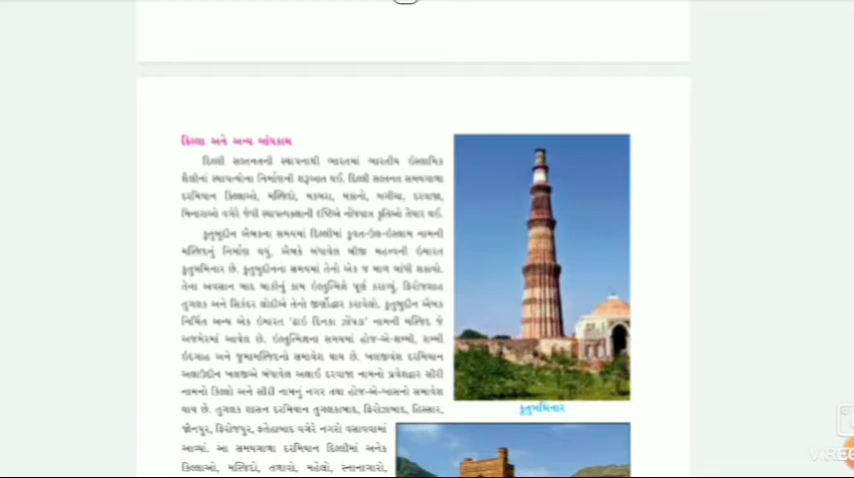 કિલ્લા અને અન્ય બાંધકામ
દિલ્લી સલ્તનતની સ્થાપનાથી ભારતમાં ભારતીય ઇસ્લામિક
શૈલીનાં સ્થાપત્યોના નિર્માણની શરૂઆત થઈ. દિલ્લી સલ્તનત સમયગાળા
દરમિયાન કિલ્લાઓ, મસ્જિદો, મકબરા, મકાનો, બગીચા, દરવાજા,
મિનારાઓ વગેરે જેવી સ્થાપત્યકલાની દૃષ્ટિએ નોંધપાત્ર કૃતિઓ તૈયાર થઈ.
કુતુબુદ્દીન ઐબકના સમયમાં દિલ્લીમાં કુવત-ઉલ-ઇસ્લામ નામની
મસ્જિદનું નિર્માણ થયું. ઐબકે બંધાવેલ બીજી મહત્ત્વની ઇમારત
કુતુબમિનાર છે. કુતુબુદ્દીનના સમયમાં તેનો એક જ માળ બાંધી શકાયો.
તેના અવસાન બાદ બાકીનું કામ ઇલ્તુત્મિશે પૂર્ણ કરાવ્યું. ફિરોજશાહ
તુગલક અને સિકંદર લોદીએ તેનો જીર્ણોદ્ધાર કરાવેલો. કુતુબુદ્દીન ઐબક
નિર્મિત અન્ય એક ઇમારત 'ઢાઈ દિનકા ઝોંપડા' નામની મસ્જિદ જે
અજમેરમાં આવેલ છે. ઇલ્તુત્મિશના સમયમાં હોજ-એ-શમ્સી, શમ્સી
ઇદગાહ અને જુમામસ્જિદનો સમાવેશ થાય છે. ખલજીવંશ દરમિયાન
અલાઉદ્દીન ખલજીએ બંધાવેલ અલાઈ દરવાજા નામનો પ્રવેશદ્વાર સીરી
નામનો કિલ્લો અને સીરી નામનું નગર તથા હોજ-એ-ખાસનો સમાવેશ
થાય છે. તુગલક શાસન દરમિયાન તુગલકાબાદ, ફિરોઝાબાદ, હિસ્સાર,
જૌનપુર, ફિરોજપુર, ફતેહાબાદ વગેરે નગરો વસાવવામાં
આવ્યાં. આ સમયગાળા દરમિયાન દિલ્લીમાં અનેક
કિલ્લાઓ, મસ્જિદો, તળાવો, મહેલો, સ્નાનાગારો,
કુતુબમિનાર
V REC